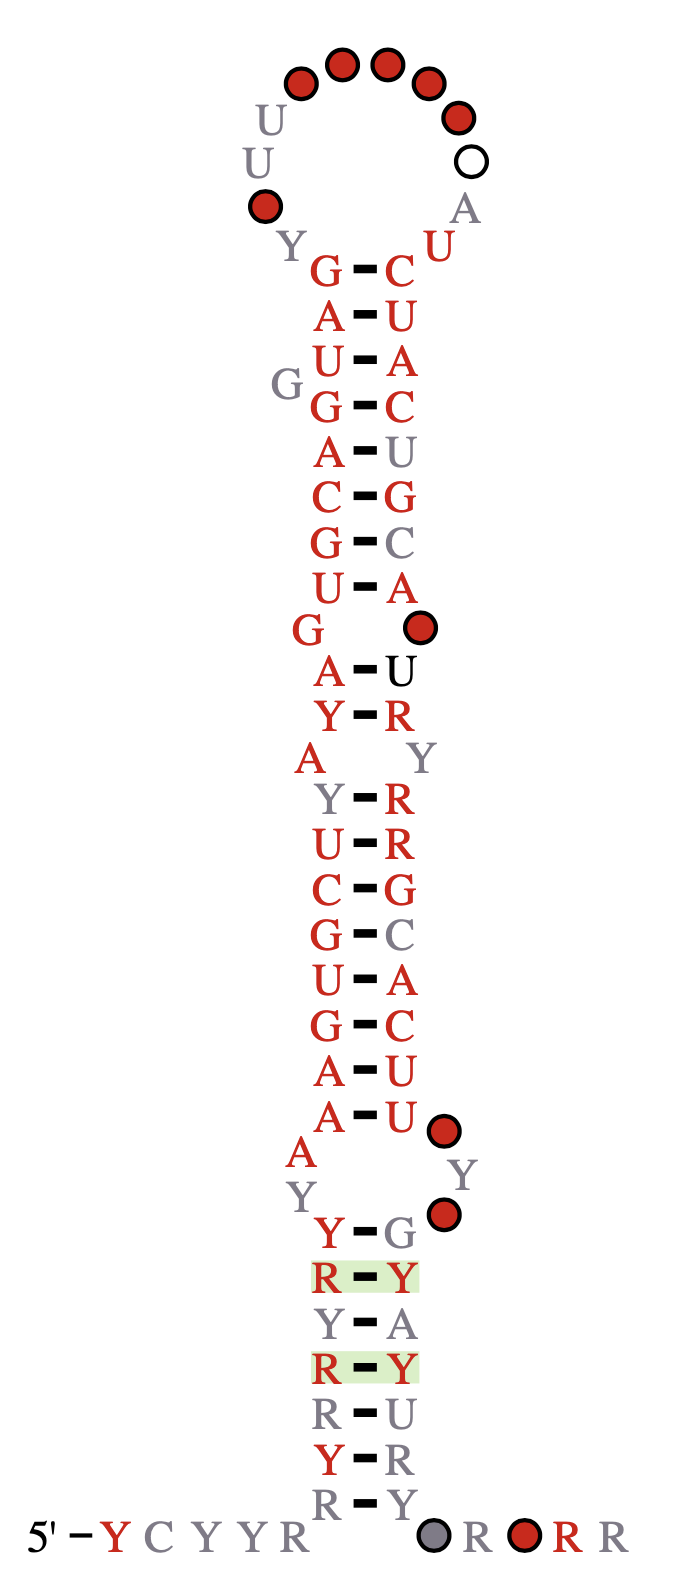 U
U
A
Y U
G - C
A - U
U - A
G
G - C
A - U
C - G
G - C
U - A
G
A - U
Y - R
A Y
Y - R
U - R
C - G
G - C
U - A
G - C
A - U
A - U
A
Y
Y
Y - G
R - Y
Y - A
R - Y
R - U
Y - R
R - Y
5' - Y C Y Y R R R R